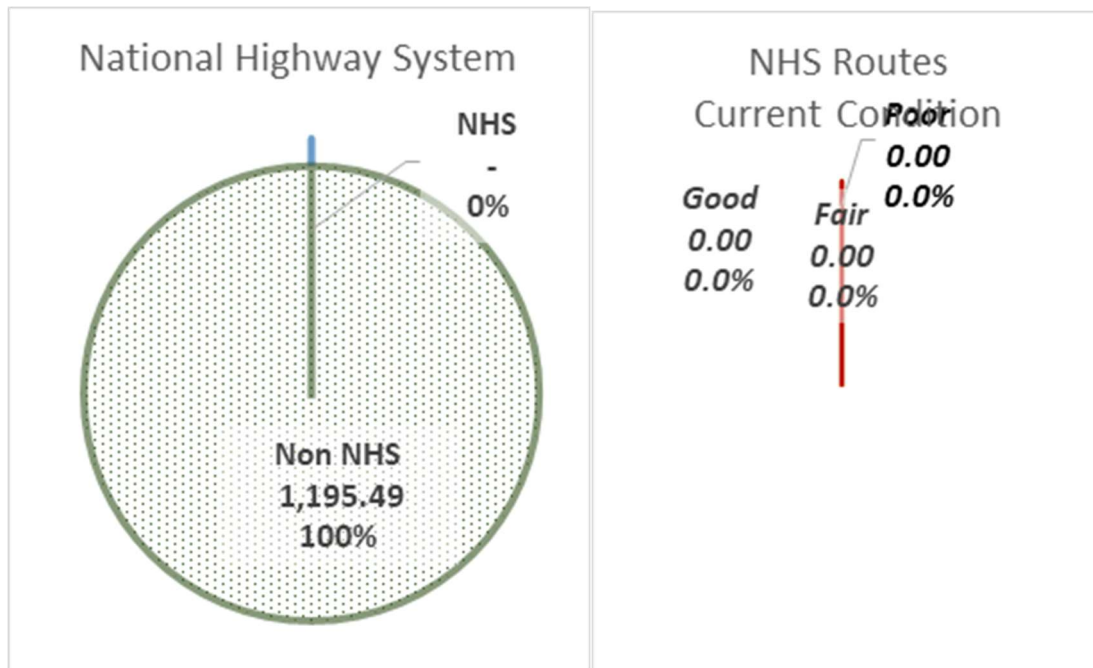 National Highway System
NHS
-
0%
Non NHS
1,195.49
100%
NHS Routes
Current Condition
Poor
0.00
0.0%
Good
0.00
0.0%
Fair
0.00
0.0%